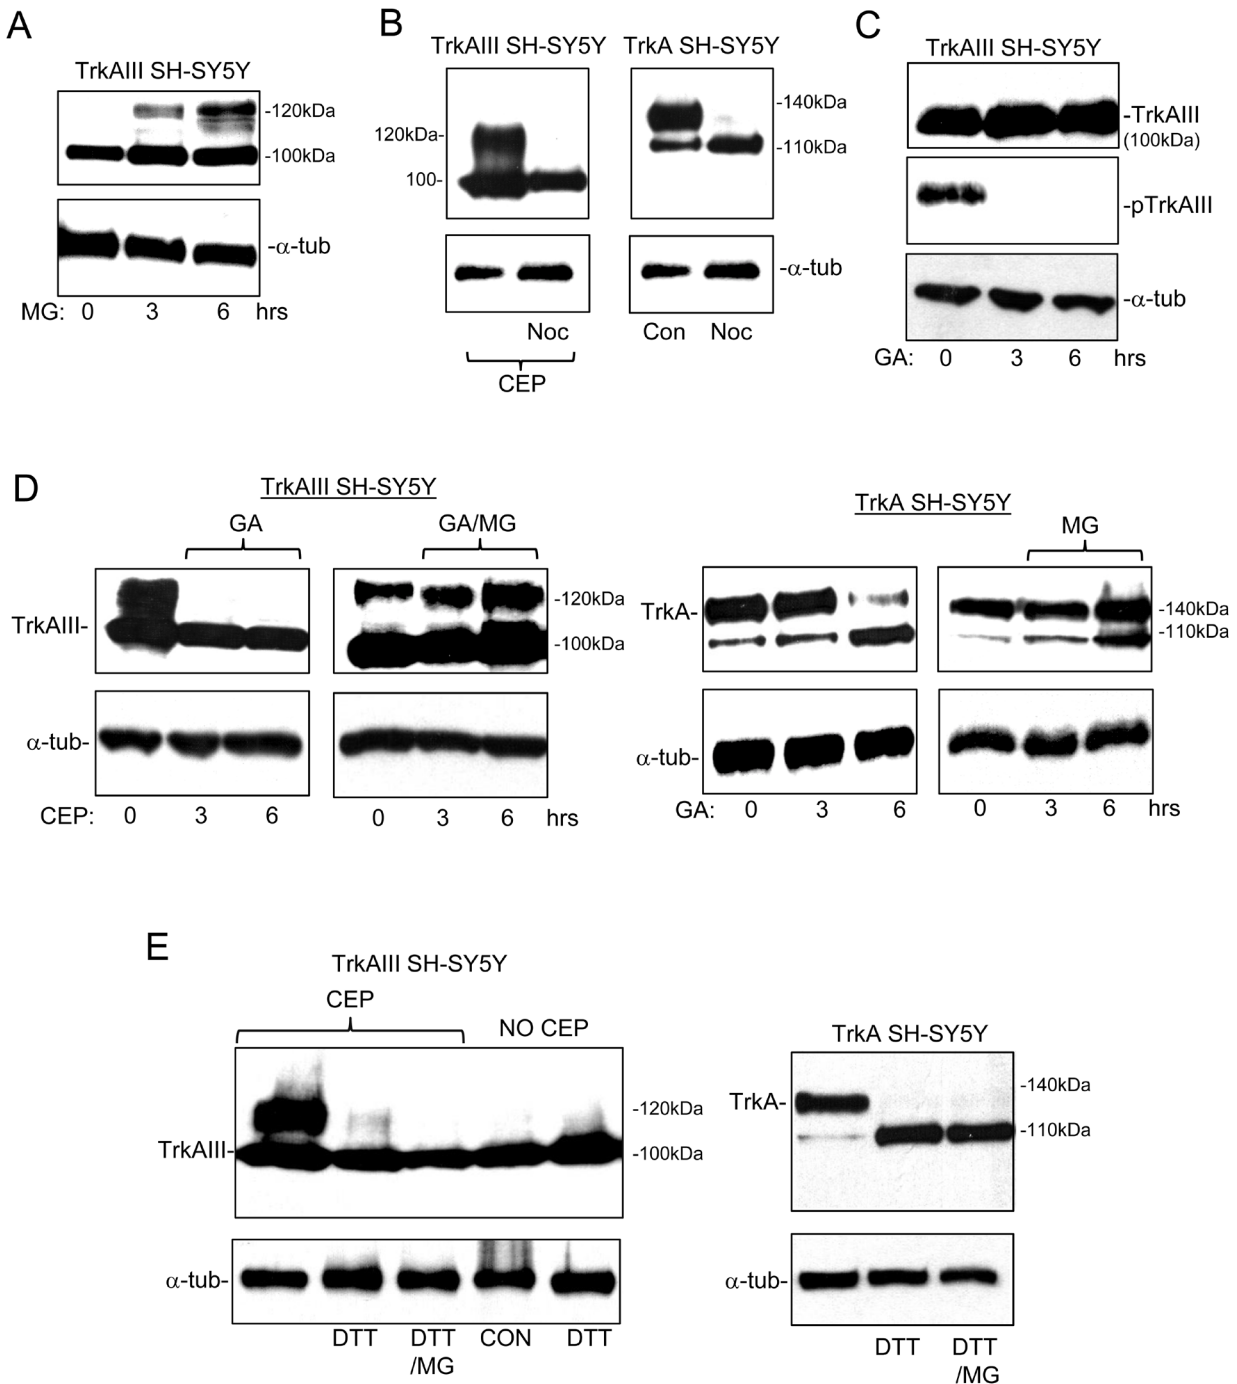 A
TrkAIII SH-SY5Y
-120kDa
-100kDa
-α-tub
MG: 0 3 6 hrs
B
TrkAIII SH-SY5Y TrkA SH-SY5Y
120kDa-
100-
-140kDa
-110kDa
-α-tub
Noc Con Noc
CEP
C
TrkAIII SH-SY5Y
-TrkAIII
(100kDa)
-pTrkAIII
-α-tub
GA: 0 3 6 hrs
D
TrkAIII SH-SY5Y
GA GA/MG
TrkAIII-
-120kDa
-100kDa
α-tub-
CEP: 0 3 6 0 3 6 hrs
TrkA SH-SY5Y
MG
TrkA-
-140kDa
-110kDa
α-tub-
GA: 0 3 6 0 3 6 hrs
E
TrkAIII SH-SY5Y
CEP
NO CEP
-120kDa
TrkAIII-
-100kDa
α-tub-
DTT DTT CON DTT
/MG
TrkA SH-SY5Y
-140kDa
TrkA-
-110kDa
α-tub-
DTT DTT
/MG